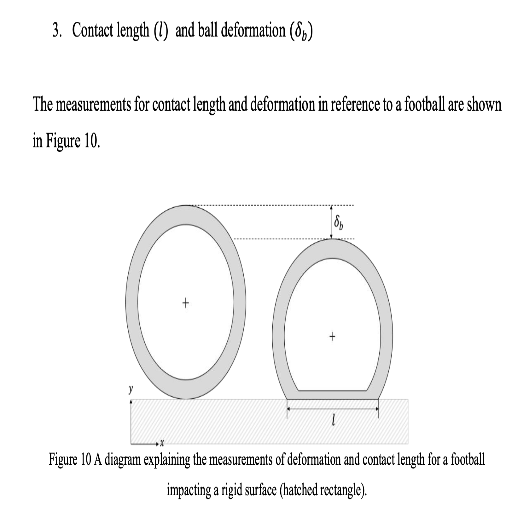 3. Contact length (l) and ball deformation (δb)
The measurements for contact length and deformation in reference to a football are shown
in Figure 10.
δb
y
l
x
Figure 10 A diagram explaining the measurements of deformation and contact length for a football
impacting a rigid surface (hatched rectangle).